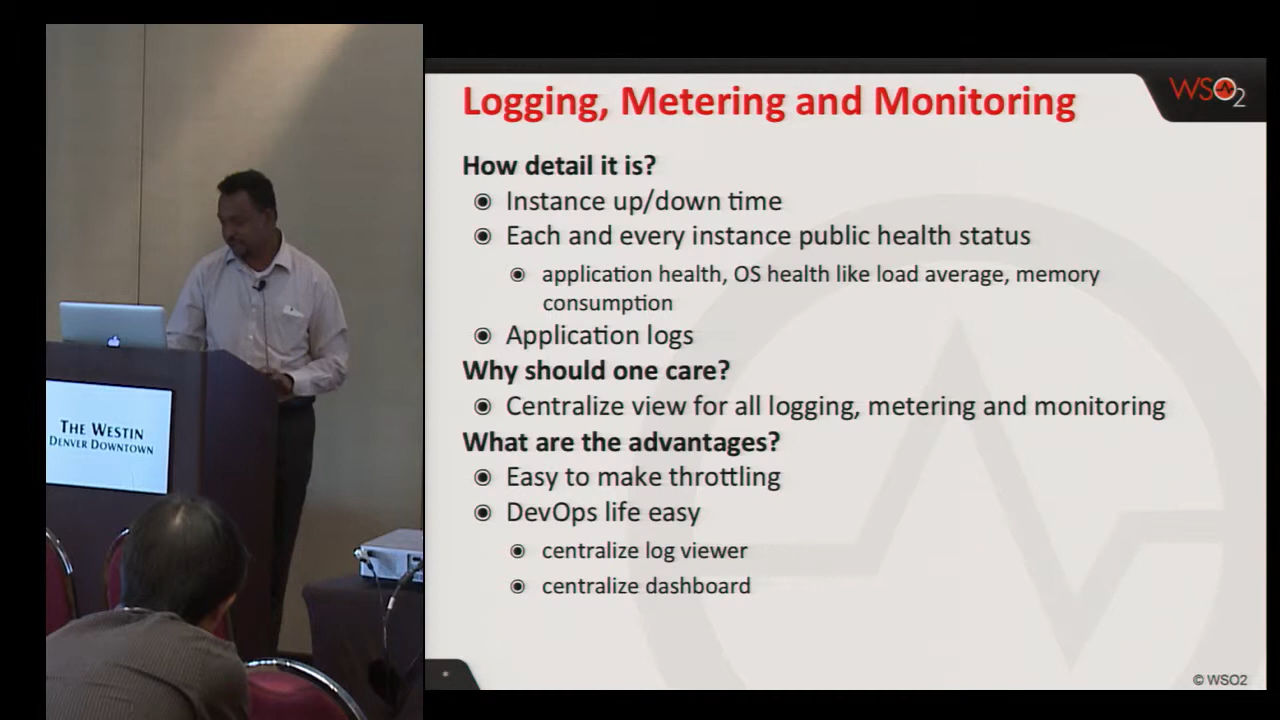 Logging, Metering and Monitoring
WSO2
How detail it is?
Instance up/down time
Each and every instance public health status
application health, OS health like load average, memory
consumption
Application logs
Why should one care?
Centralize view for all logging, metering and monitoring
What are the advantages?
Easy to make throttling
DevOps life easy
centralize log viewer
centralize dashboard
*
© WSO2
THE WESTIN
DENVER DOWNTOWN